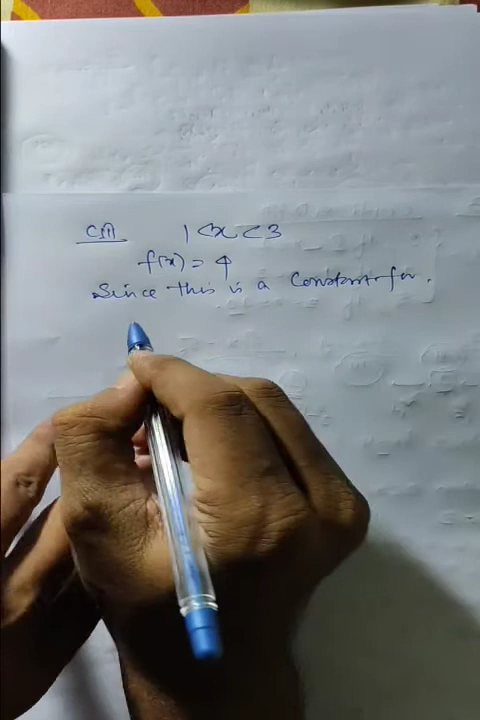 CIII 1<x<3
f(x) = 4
Since this is a Constant fn.